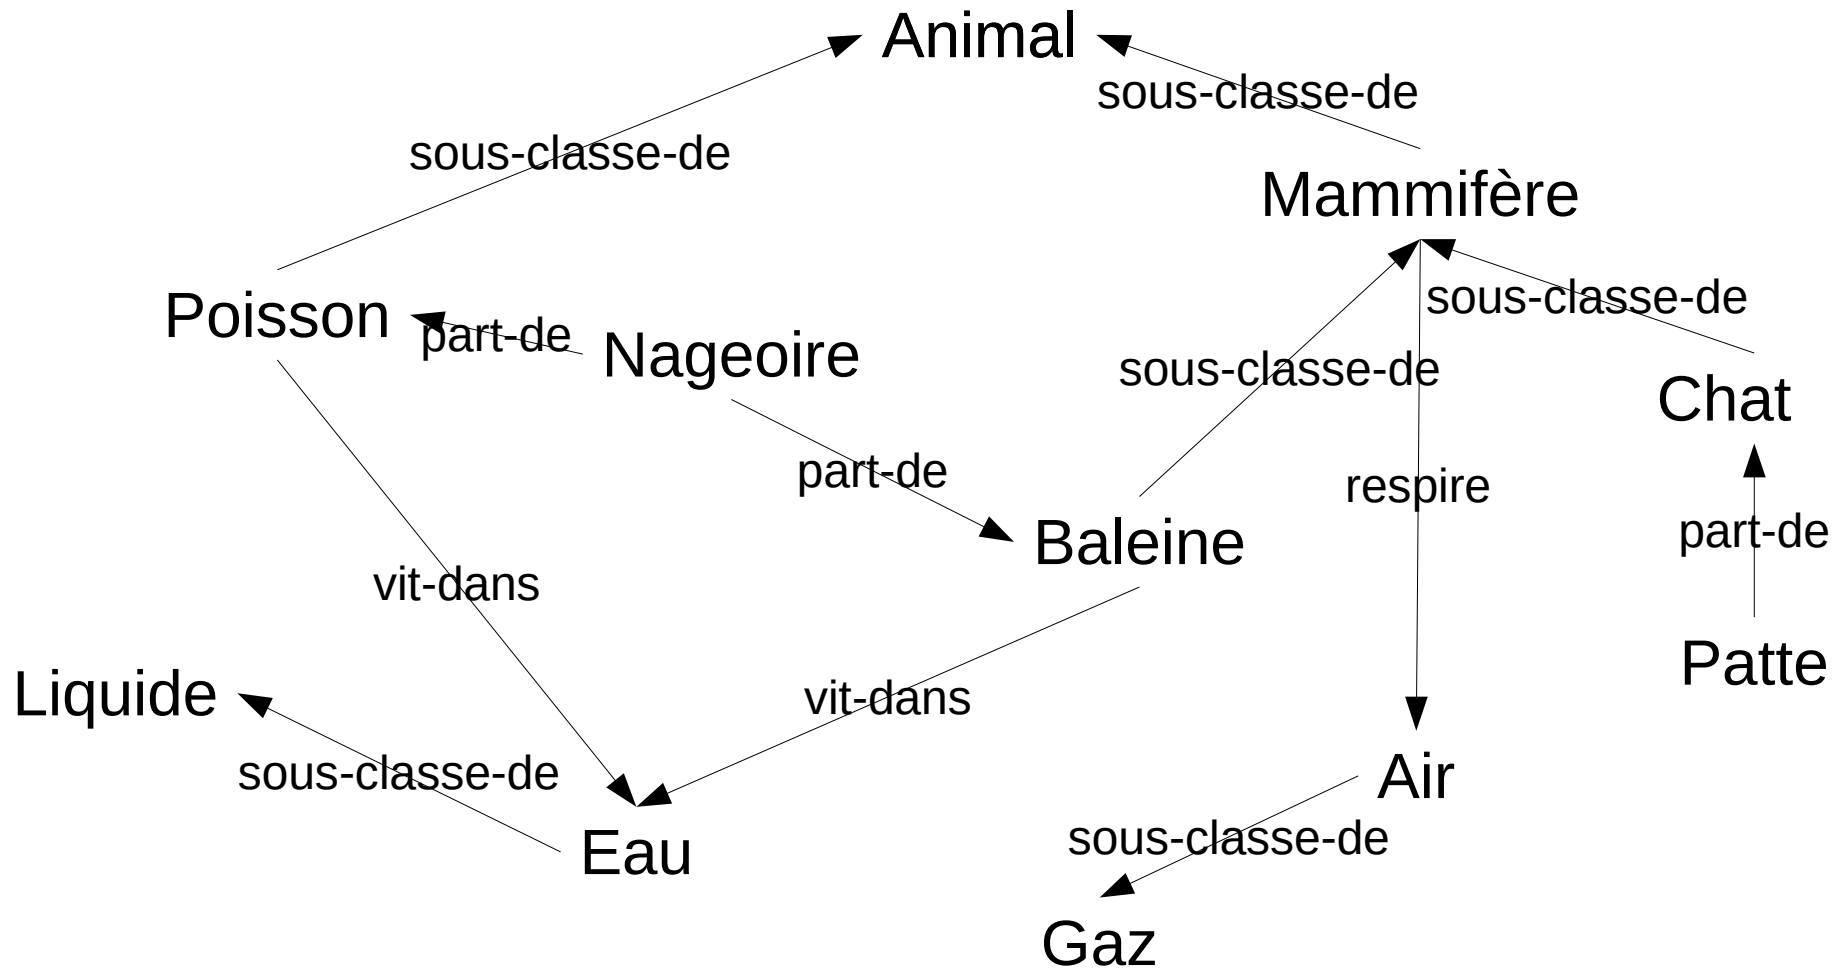 Animal
sous-classe-de
sous-classe-de
Mammifère
sous-classe-de
Poisson
part-de
Nageoire
sous-classe-de
Chat
part-de
respire
part-de
Baleine
vit-dans
Patte
Liquide
vit-dans
sous-classe-de
Air
sous-classe-de
Eau
Gaz